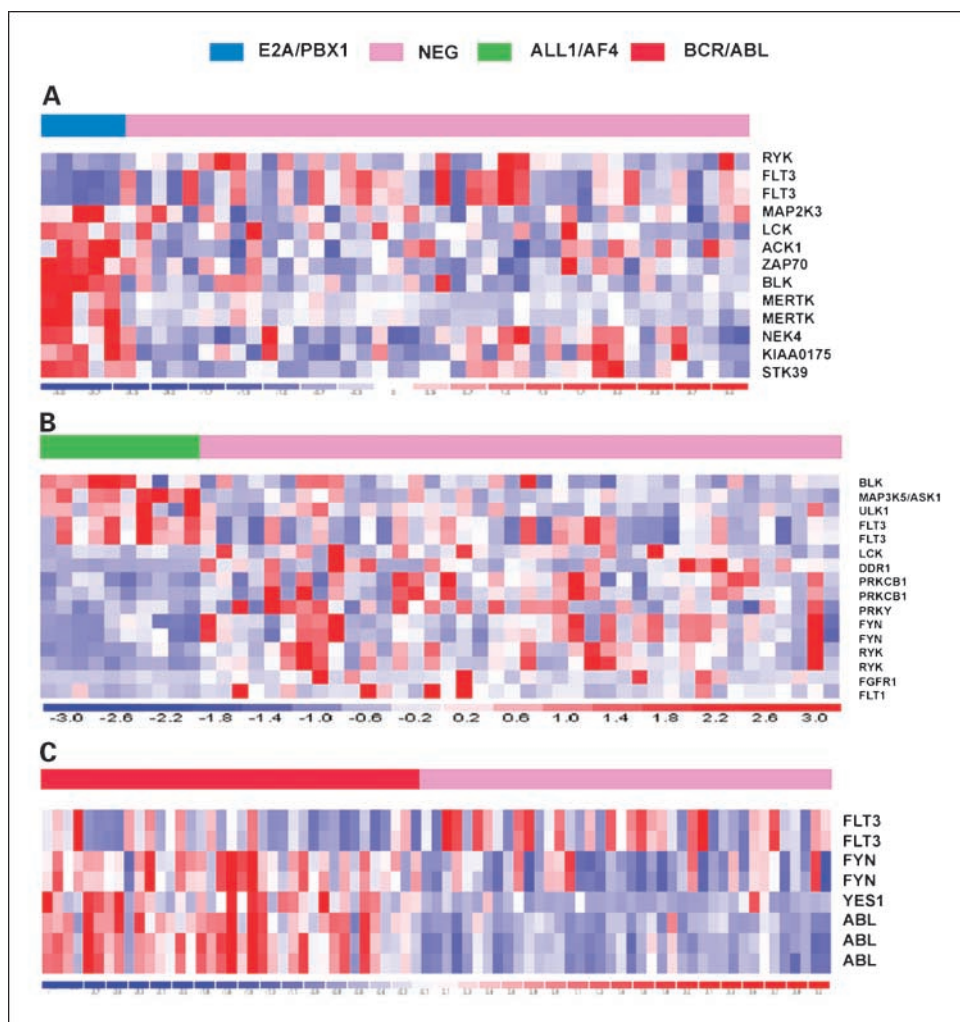 E2A/PBX1 NEG ALL1/AF4 BCR/ABL
A
RYK
FLT3
FLT3
MAP2K3
LCK
ACK1
ZAP70
BLK
MERTK
MERTK
NEK4
KIAA0175
STK39
B
BLK
MAP3K5/ASK1
ULK1
FLT3
FLT3
LCK
DDR1
PRKCB1
PRKCB1
PRKY
FYN
FYN
RYK
RYK
FGFR1
FLT1
-3.0 -2.6 -2.2 -1.8 -1.4 -1.0 -0.6 -0.2 0.2 0.6 1.0 1.4 1.8 2.2 2.6 3.0
C
FLT3
FLT3
FYN
FYN
YES1
ABL
ABL
ABL